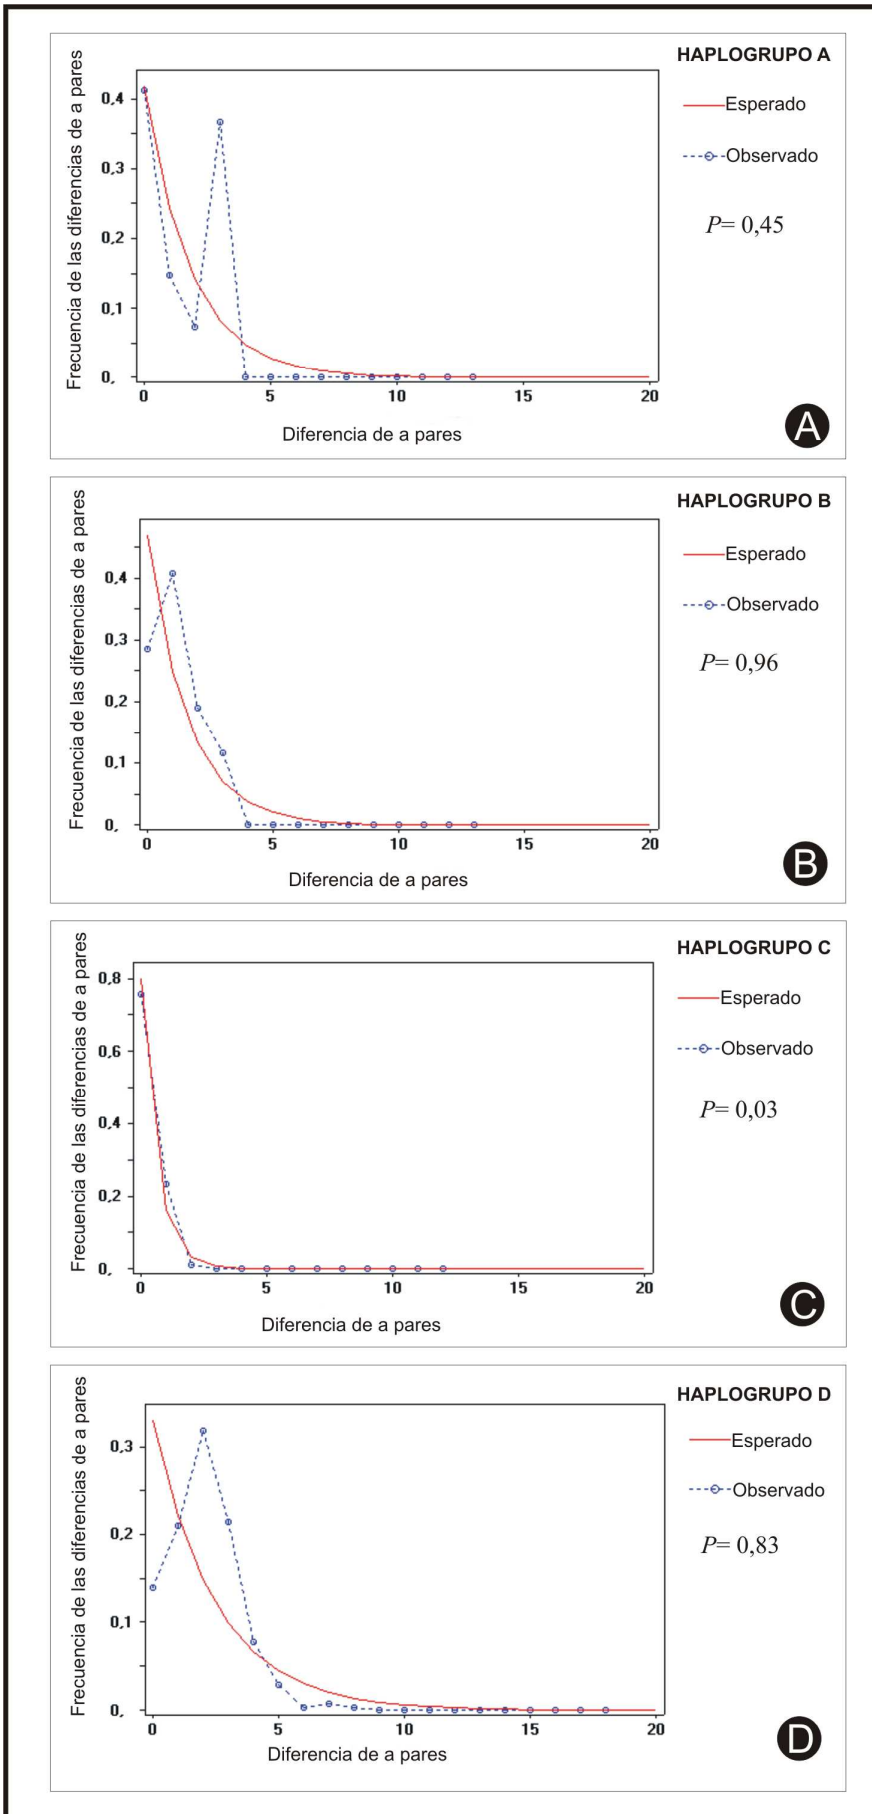 HAPLOGRUPO A
Frecuencia de las diferencias de a pares
0,4
0,3
0,2
0,1
0,
0 5 10 15 20
Diferencia de a pares
Esperado
Observado
P= 0,45
A
HAPLOGRUPO B
Frecuencia de las diferencias de a pares
0,4
0,3
0,2
0,1
0,
0 5 10 15 20
Diferencia de a pares
Esperado
Observado
P= 0,96
B
HAPLOGRUPO C
Frecuencia de las diferencias de a pares
0,8
0,6
0,4
0,2
0,
0 5 10 15 20
Diferencia de a pares
Esperado
Observado
P= 0,03
C
HAPLOGRUPO D
Frecuencia de las diferencias de a pares
0,3
0,2
0,1
0,
0 5 10 15 20
Diferencia de a pares
Esperado
Observado
P= 0,83
D